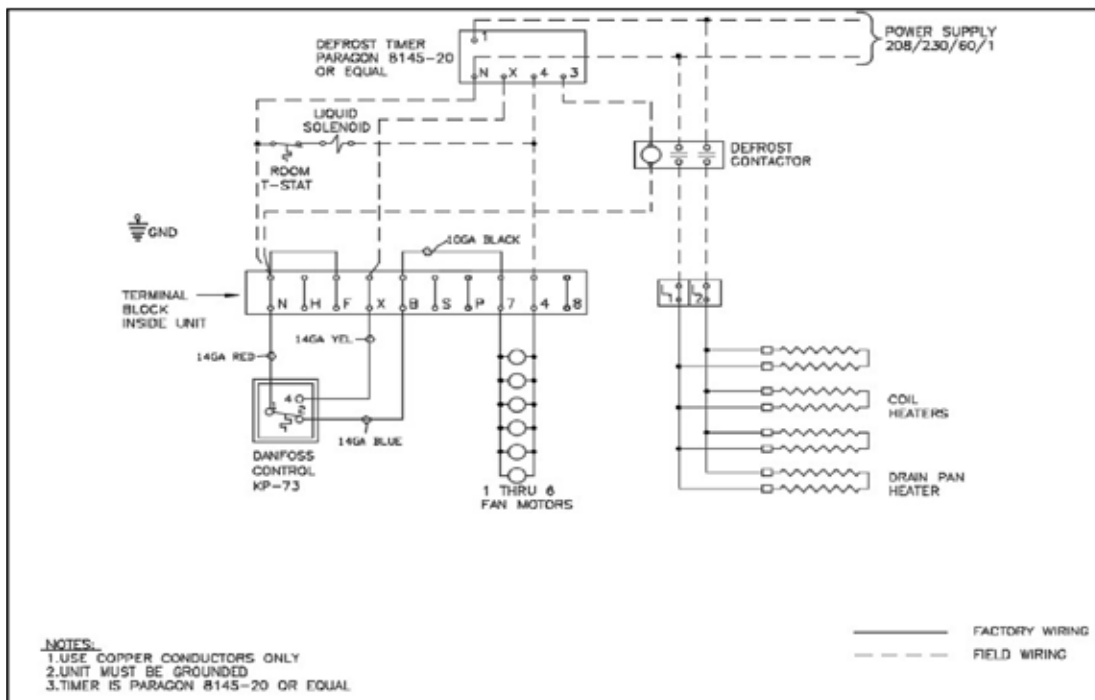 DEFROST TIMER
PARAGON 8145-20
OR EQUAL
1
N X 4 3
POWER SUPPLY
208/230/60/1
LIQUID
SOLENOID
ROOM
T-STAT
DEFROST
CONTACTOR
GND
10GA BLACK
TERMINAL
BLOCK
INSIDE UNIT
N H F X B S P 7 4 8
1 2
14GA YEL
14GA RED
4
2
14GA BLUE
DANFOSS
CONTROL
KP-73
1 THRU 6
FAN MOTORS
COIL
HEATERS
DRAIN PAN
HEATER
NOTES:
1.USE COPPER CONDUCTORS ONLY
2.UNIT MUST BE GROUNDED
3.TIMER IS PARAGON 8145-20 OR EQUAL
FACTORY WIRING
FIELD WIRING